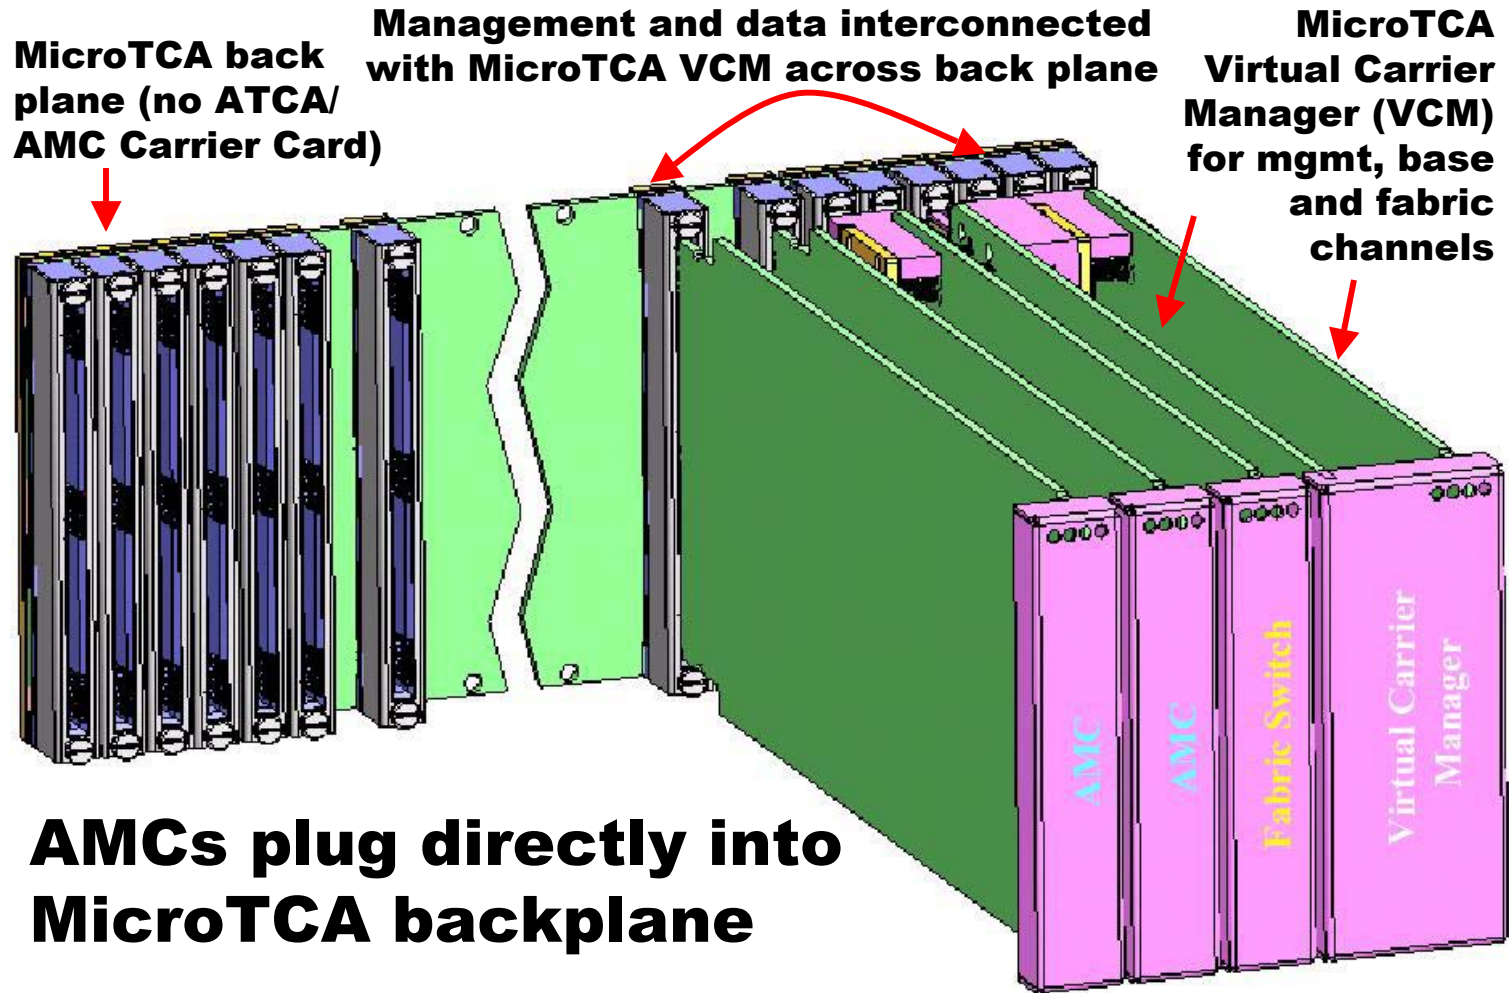 MicroTCA back
plane (no ATCA/
AMC Carrier Card)
Management and data interconnected
with MicroTCA VCM across back plane
MicroTCA
Virtual Carrier
Manager (VCM)
for mgmt, base
and fabric
channels
AMC
AMC
Fabric Switch
Virtual Carrier
Manager
AMCs plug directly into
MicroTCA backplane